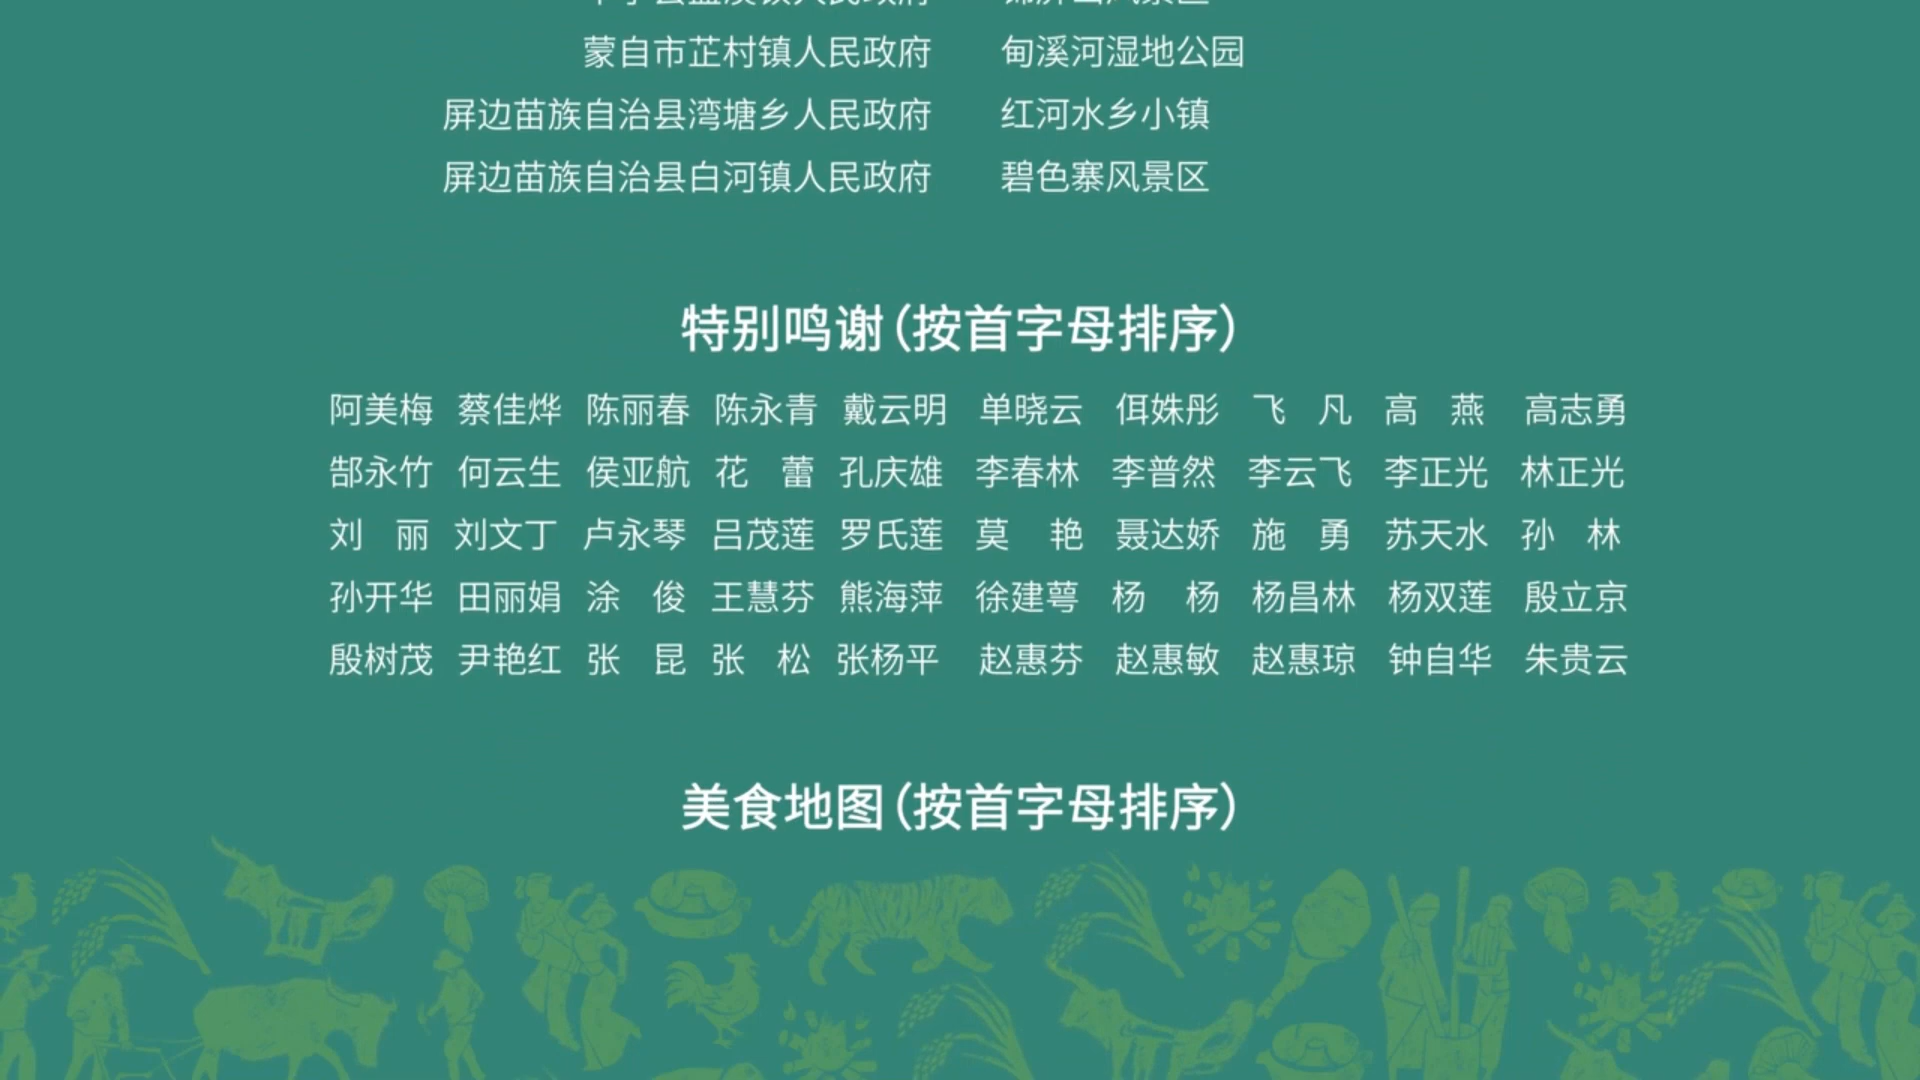 蒙自市芷村镇人民政府 甸溪河湿地公园
屏边苗族自治县湾塘乡人民政府 红河水乡小镇
屏边苗族自治县白河镇人民政府 碧色寨风景区
特别鸣谢(按首字母排序)
阿美梅 蔡佳烨 陈丽春 陈永青 戴云明 单晓云 佴姝彤 飞 凡 高 燕 高志勇
郜永竹 何云生 侯亚航 花 蕾 孔庆雄 李春林 李普然 李云飞 李正光 林正光
刘 丽 刘文丁 卢永琴 吕茂莲 罗氏莲 莫 艳 聂达娇 施 勇 苏天水 孙 林
孙开华 田丽娟 涂 俊 王慧芬 熊海萍 徐建萼 杨 杨 杨昌林 杨双莲 殷立京
殷树茂 尹艳红 张 昆 张 松 张杨平 赵惠芬 赵惠敏 赵惠琼 钟自华 朱贵云
美食地图(按首字母排序)